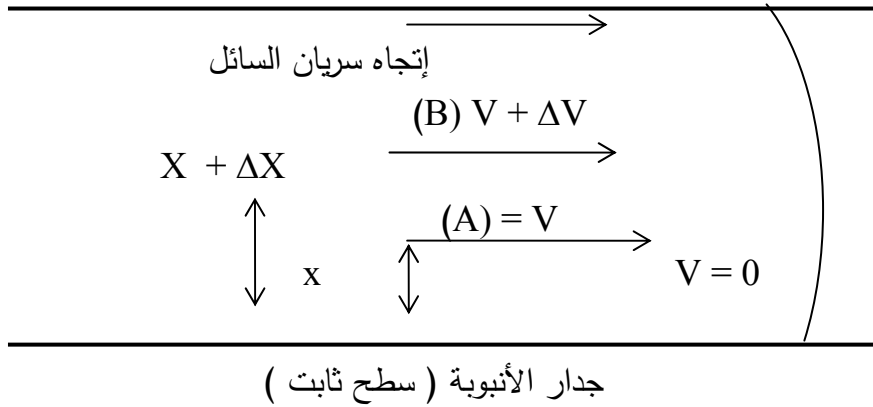 إتجاه سريان السائل
(B) V + ΔV
X + ΔX
(A) = V
x
V = 0
جدار الأنبوبة ( سطح ثابت )